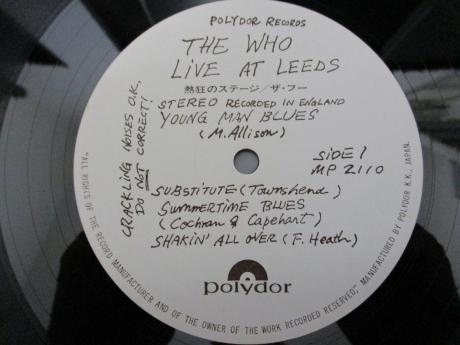 POLYDOR RECORDS
THE WHO
LIVE AT LEEDS
熱狂のステージ/ザ・フー
STEREO RECORDED IN ENGLAND
YOUNG MAN BLUES
(M. Allison)
SIDE 1
MP 2110
CRACKLING NOISES O.K.
DO NOT CORRECT!
SUBSTITUTE (Townshend)
SUMMERTIME BLUES
(Cochran & Capehart)
SHAKIN' ALL OVER (F. Heath)
polydor
"ALL RIGHTS OF THE RECORD MANUFACTURER AND OF THE OWNER OF THE WORK RECORDED RESERVED," MANUFACTURED BY POLYDOR K.K., JAPAN.